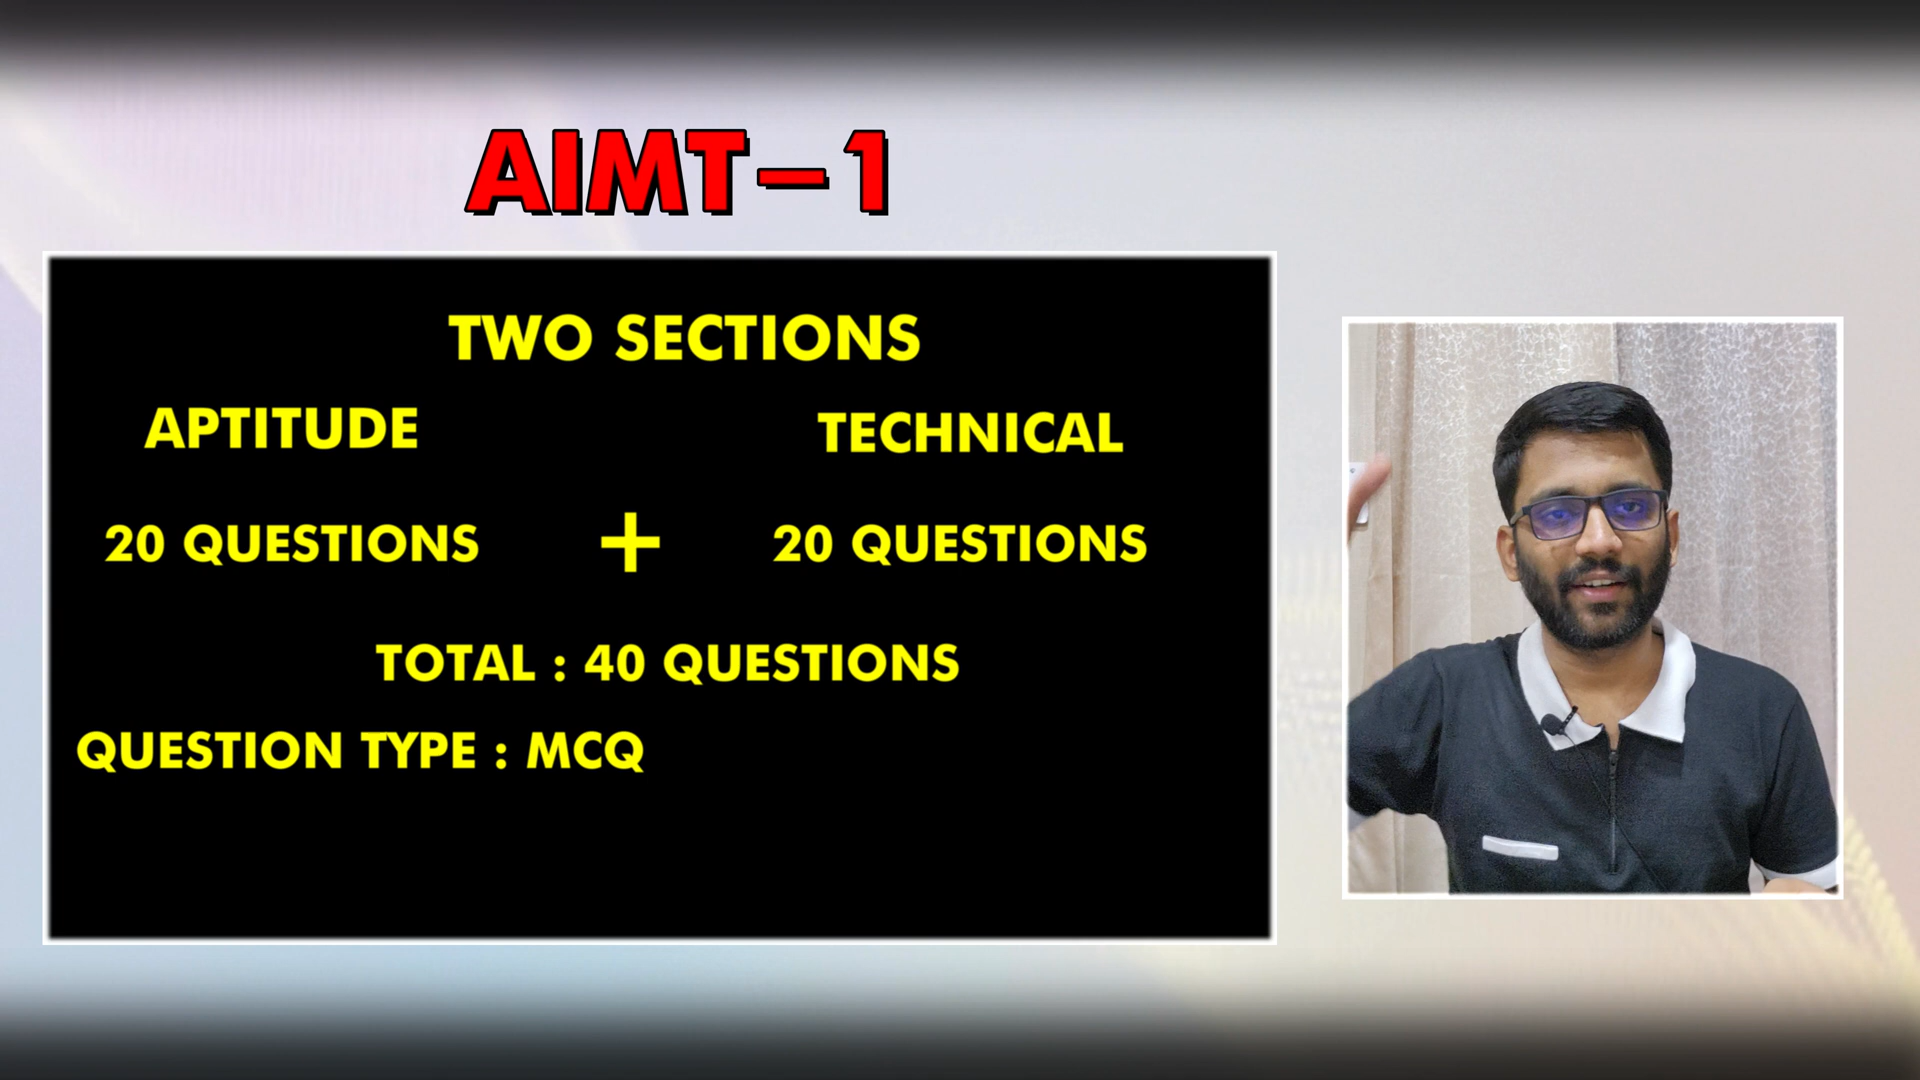 AIMT–1
TWO SECTIONS
APTITUDE TECHNICAL
20 QUESTIONS + 20 QUESTIONS
TOTAL : 40 QUESTIONS
QUESTION TYPE : MCQ